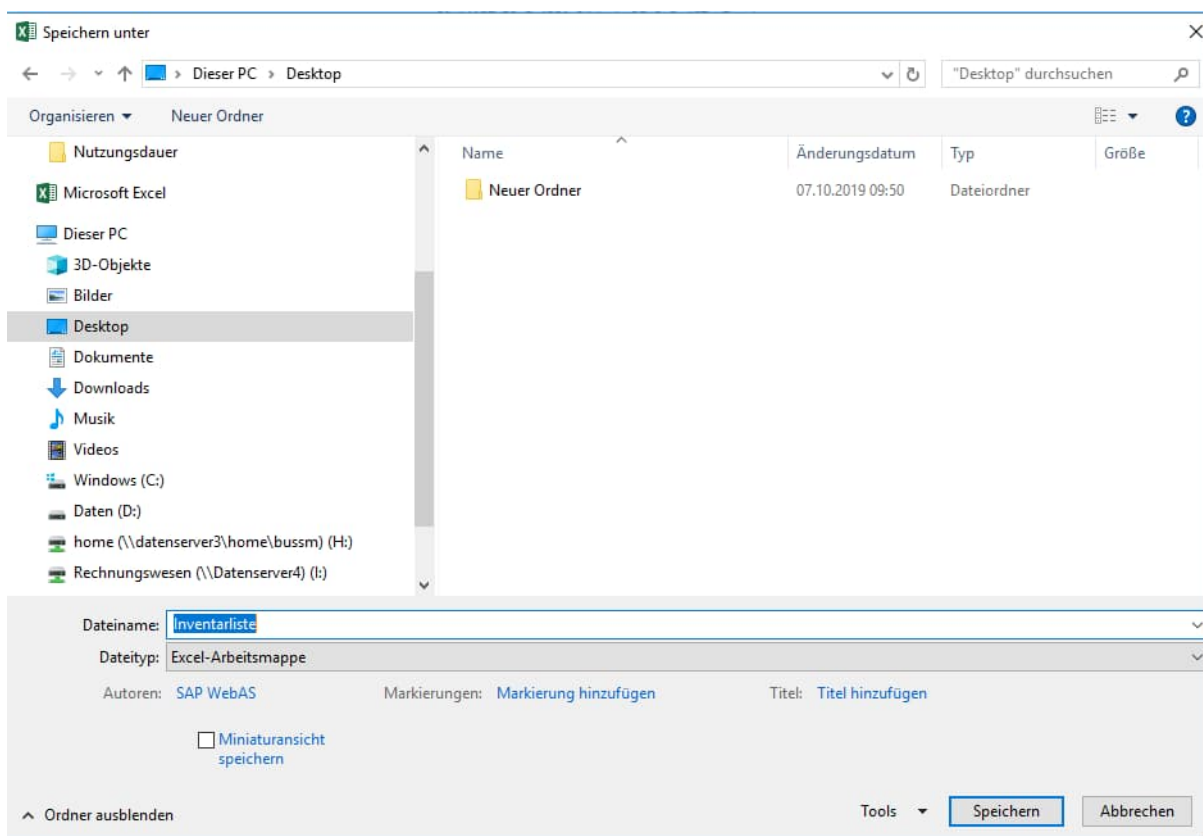 Speichern unter
Dieser PC > Desktop
"Desktop" durchsuchen
Organisieren
Neuer Ordner
?
Nutzungsdauer
Microsoft Excel
Dieser PC
3D-Objekte
Bilder
Desktop
Dokumente
Downloads
Musik
Videos
Windows (C:)
Daten (D:)
home (\\datenserver3\home\bussm) (H:)
Rechnungswesen (\\Datenserver4) (I:)
Name Änderungsdatum Typ Größe
Neuer Ordner 07.10.2019 09:50 Dateiordner
Dateiname: Inventarliste
Dateityp: Excel-Arbeitsmappe
Autoren: SAP WebAS Markierungen: Markierung hinzufügen Titel: Titel hinzufügen
Miniaturansicht
speichern
Ordner ausblenden Tools Speichern Abbrechen